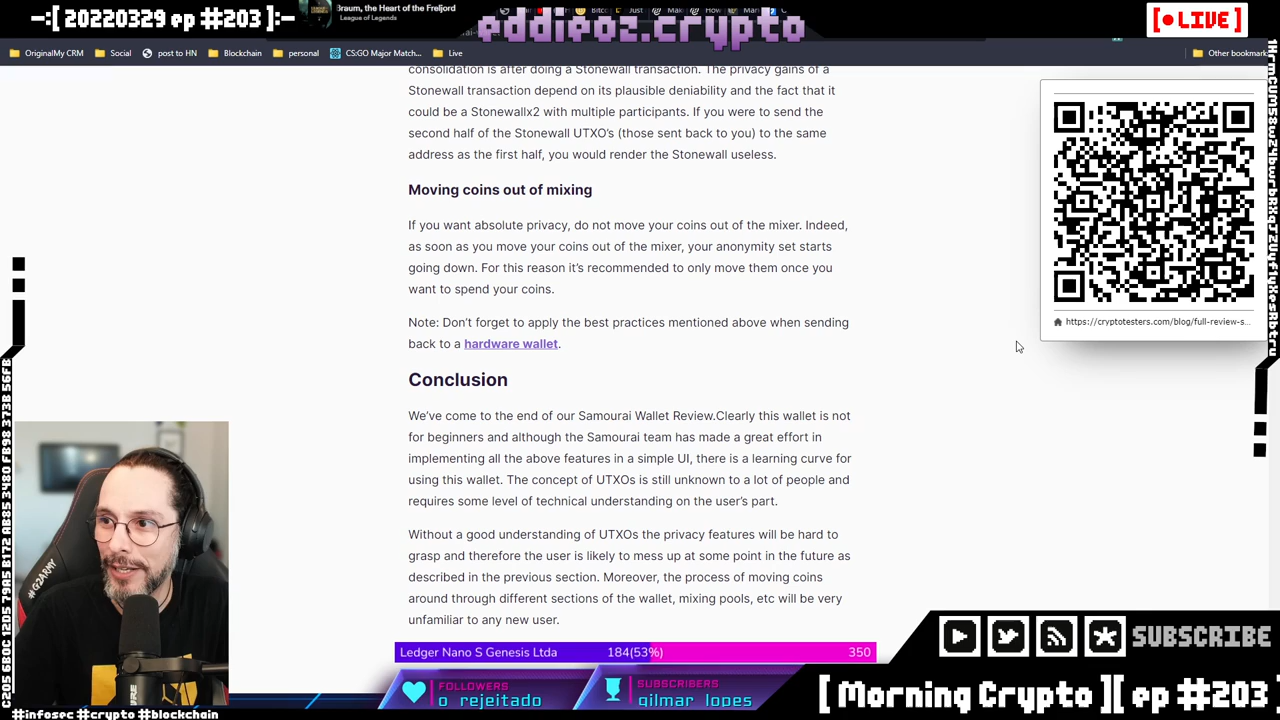 -:[ 20220329 ep #203 ]:-
Braum, the Heart of the Freljord
League of Legends
eddieoz.crypto
[● LIVE]
OriginalMy CRM
Social
post to HN
Blockchain
personal
CS:GO Major Match...
Live
Other bookmark
consolidation is after doing a Stonewall transaction. The privacy gains of a
Stonewall transaction depend on its plausible deniability and the fact that it
could be a Stonewallx2 with multiple participants. If you were to send the
second half of the Stonewall UTXO's (those sent back to you) to the same
address as the first half, you would render the Stonewall useless.
Moving coins out of mixing
If you want absolute privacy, do not move your coins out of the mixer. Indeed,
as soon as you move your coins out of the mixer, your anonymity set starts
going down. For this reason it's recommended to only move them once you
want to spend your coins.
Note: Don't forget to apply the best practices mentioned above when sending
back to a hardware wallet.
Conclusion
We've come to the end of our Samourai Wallet Review.Clearly this wallet is not
for beginners and although the Samourai team has made a great effort in
implementing all the above features in a simple UI, there is a learning curve for
using this wallet. The concept of UTXOs is still unknown to a lot of people and
requires some level of technical understanding on the user's part.
Without a good understanding of UTXOs the privacy features will be hard to
grasp and therefore the user is likely to mess up at some point in the future as
described in the previous section. Moreover, the process of moving coins
around through different sections of the wallet, mixing pools, etc will be very
unfamiliar to any new user.
https://cryptotesters.com/blog/full-review-s...
#G2ARMY
Ledger Nano S Genesis Ltda 184(53%) 350
FOLLOWERS
o rejeitado
SUBSCRIBERS
gilmar lopes
SUBSCRIBE
[ Morning Crypto ][ ep #203 ]
#infosec #crypto #blockchain